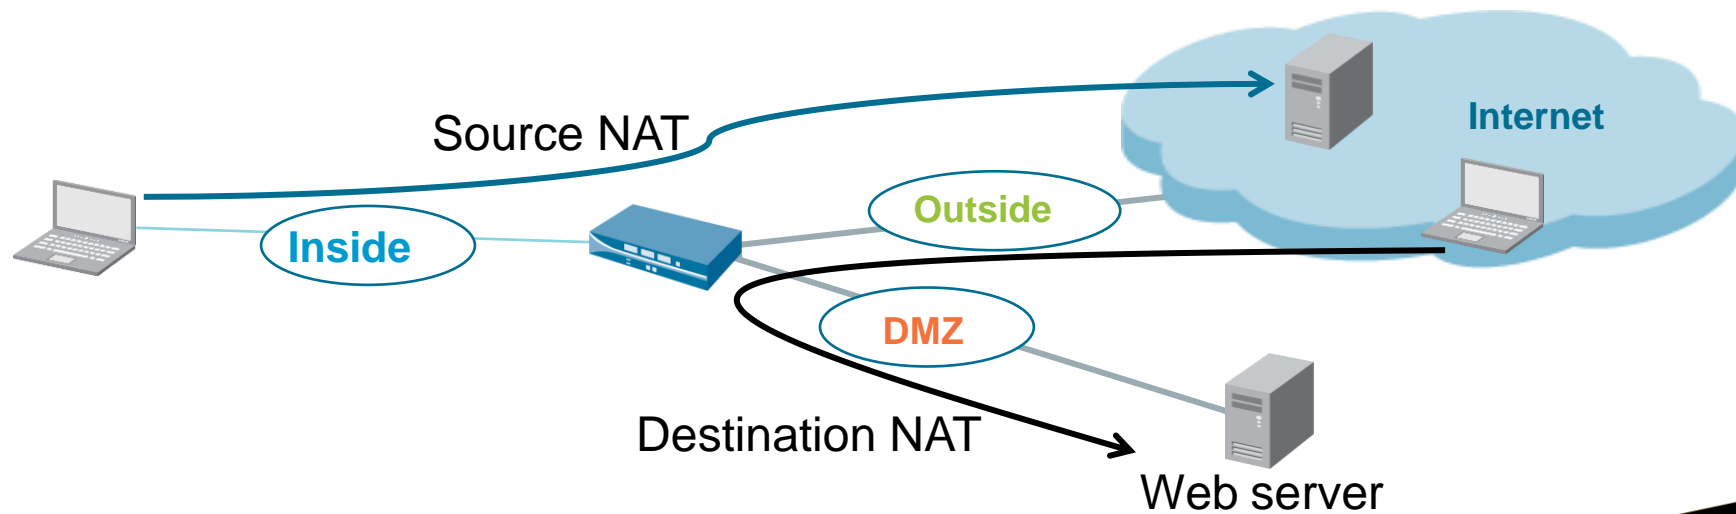 Internet
Source NAT
Outside
Inside
DMZ
Destination NAT
Web server